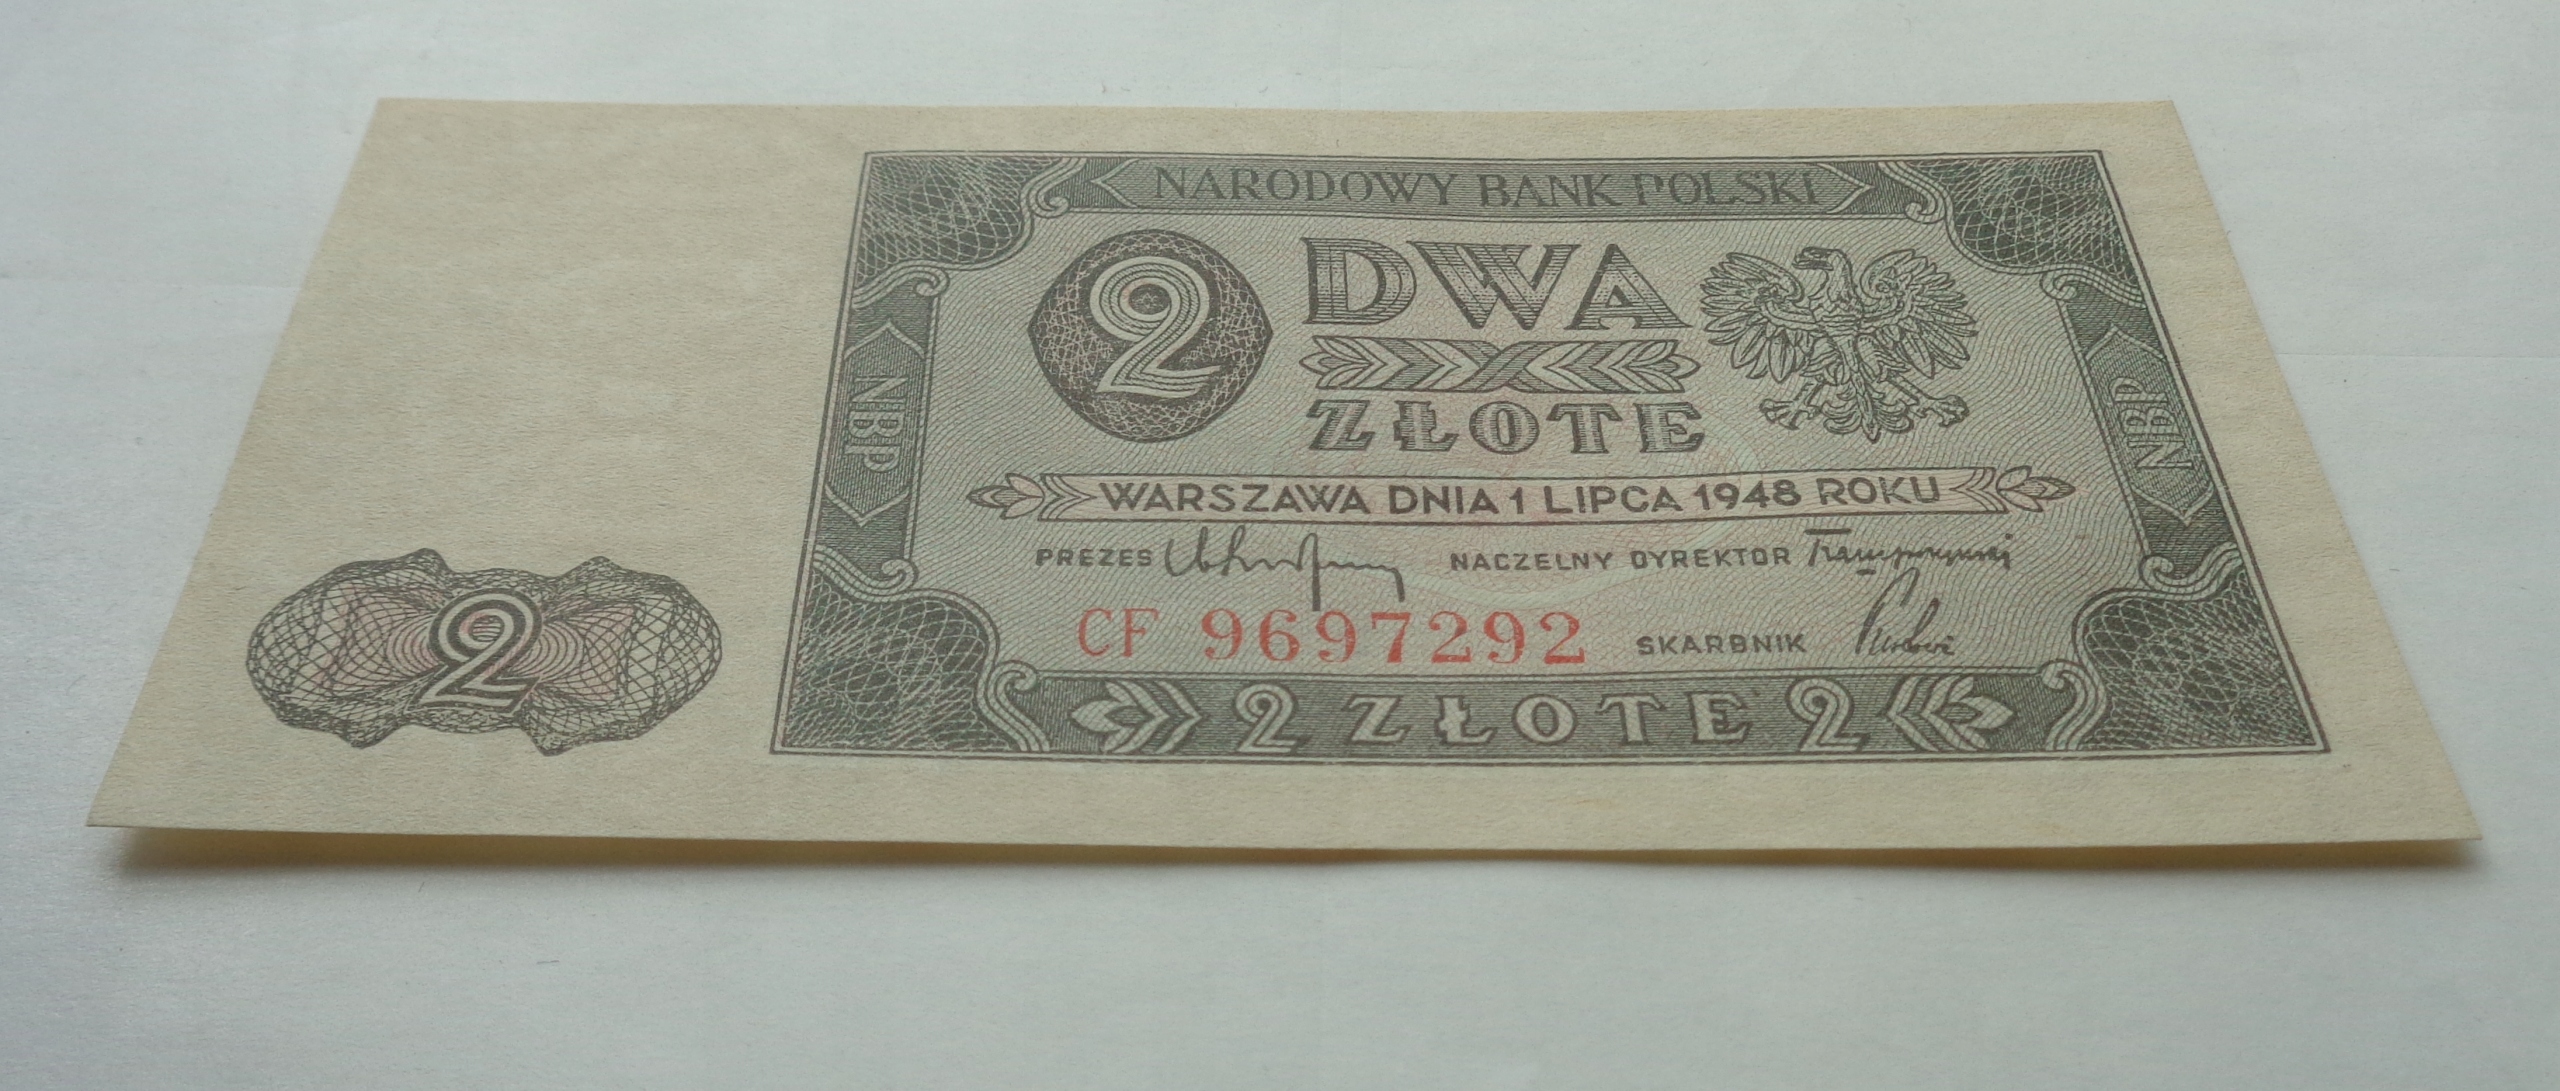 NARODOWY BANK POLSKI
2
DWA
ZŁOTE
NBP
NBP
WARSZAWA DNIA 1 LIPCA 1948 ROKU
PREZES NACZELNY DYREKTOR
CF 9697292 SKARBNIK
2
2 ZŁOTE 2